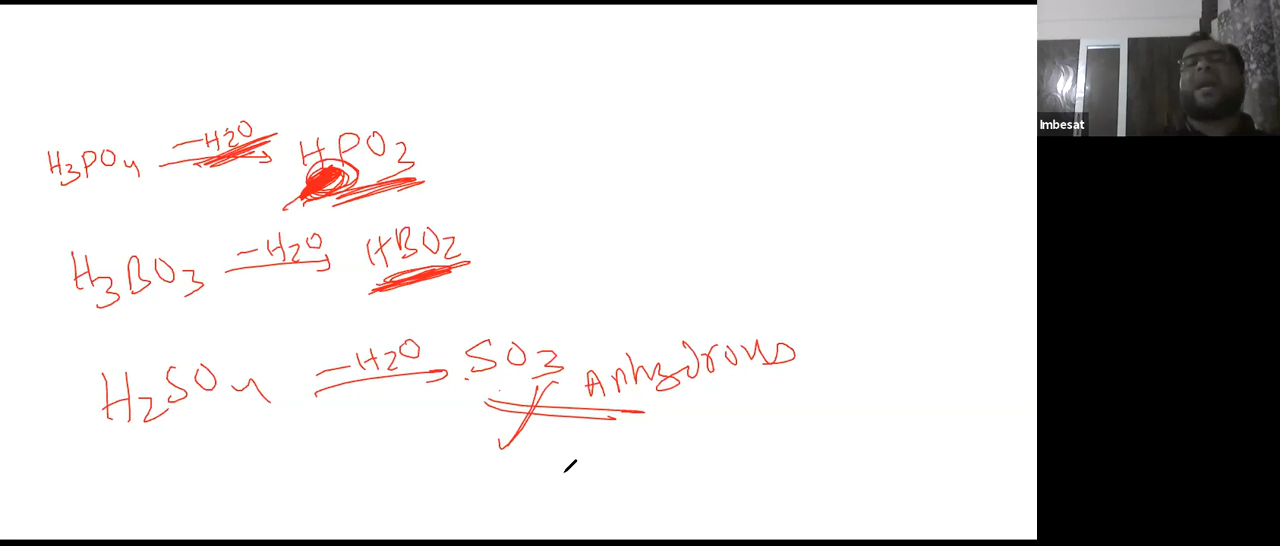 H3PO4 -H2O HPO3
H3BO3 -H2O HBO2
H2SO4 -H2O SO3 Anhydrous
Imbesat